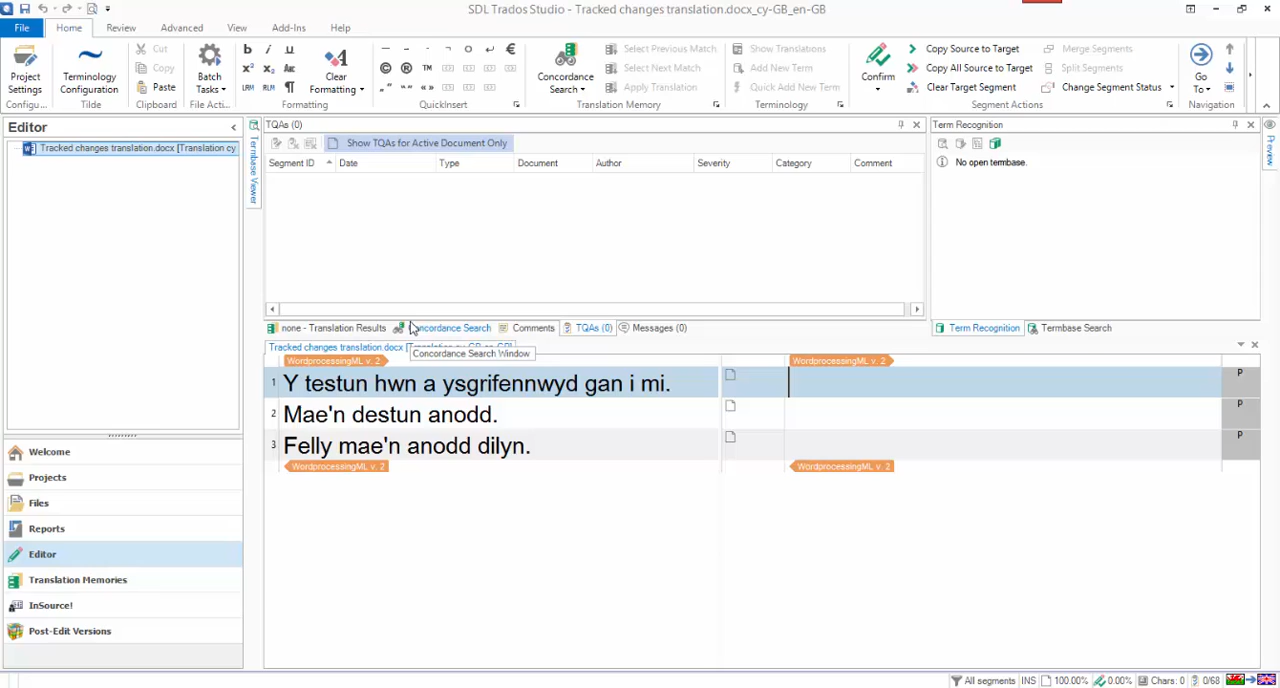 SDL Trados Studio - Tracked changes translation.docx_cy-GB_en-GB
File Home Review Advanced View Add-Ins Help
Project Settings
Terminology Configuration
Cut
Copy
Paste
Batch Tasks
b i u
Clear Formatting
Concordance Search
Select Previous Match
Select Next Match
Apply Translation
Show Translations
Add New Term
Quick Add New Term
Confirm
Copy Source to Target
Copy All Source to Target
Clear Target Segment
Merge Segments
Split Segments
Change Segment Status
Go To
Configu... Tilde Clipboard File Acti... Formatting QuickInsert Translation Memory Terminology Segment Actions Navigation
Editor
Tracked changes translation.docx [Translation cy
Termbase Viewer
TQAs (0)
Show TQAs for Active Document Only
Segment ID Date Type Document Author Severity Category Comment
Term Recognition
No open termbase.
Preview
none - Translation Results Concordance Search Comments TQAs (0) Messages (0)
Term Recognition Termbase Search
Concordance Search Window
Tracked changes translation.docx
WordprocessingML v. 2 WordprocessingML v. 2
1 Y testun hwn a ysgrifennwyd gan i mi. P
2 Mae'n destun anodd. P
3 Felly mae'n anodd dilyn. P
WordprocessingML v. 2 WordprocessingML v. 2
Welcome
Projects
Files
Reports
Editor
Translation Memories
InSource!
Post-Edit Versions
All segments INS 100.00% 0.00% Chars: 0 0/68